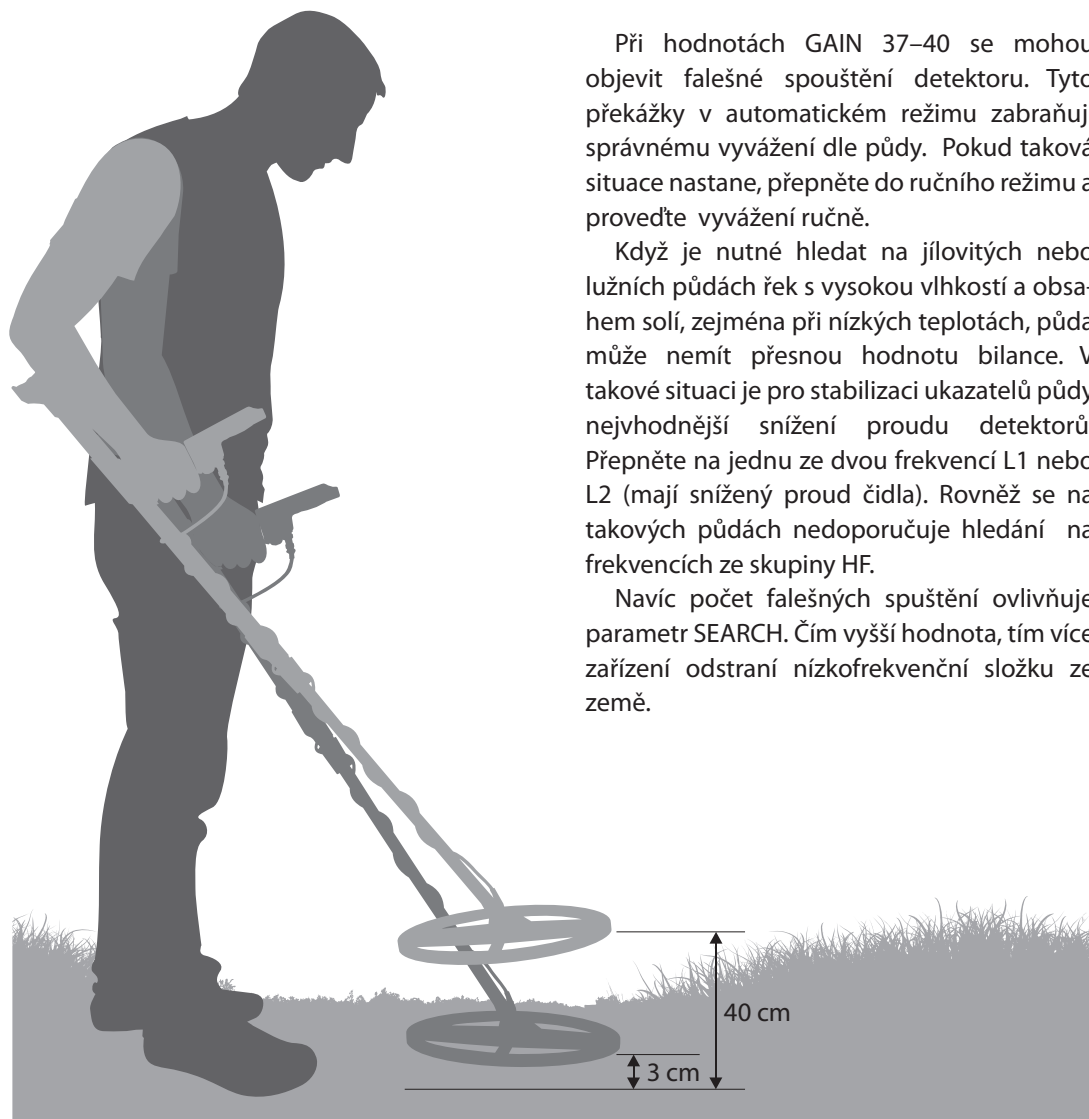 Při hodnotách GAIN 37–40 se mohou
objevit falešné spouštění detektoru. Tyto
překážky v automatickém režimu zabraňují
správnému vyvážení dle půdy. Pokud taková
situace nastane, přepněte do ručního režimu a
proveďte vyvážení ručně.
Když je nutné hledat na jílovitých nebo
lužních půdách řek s vysokou vlhkostí a obsa-
hem solí, zejména při nízkých teplotách, půda
může nemít přesnou hodnotu bilance. V
takové situaci je pro stabilizaci ukazatelů půdy
nejvhodnější snížení proudu detektorů.
Přepněte na jednu ze dvou frekvencí L1 nebo
L2 (mají snížený proud čidla). Rovněž se na
takových půdách nedoporučuje hledání na
frekvencích ze skupiny HF.
Navíc počet falešných spuštění ovlivňuje
parametr SEARCH. Čím vyšší hodnota, tím více
zařízení odstraní nízkofrekvenční složku ze
země.
40 cm
3 cm